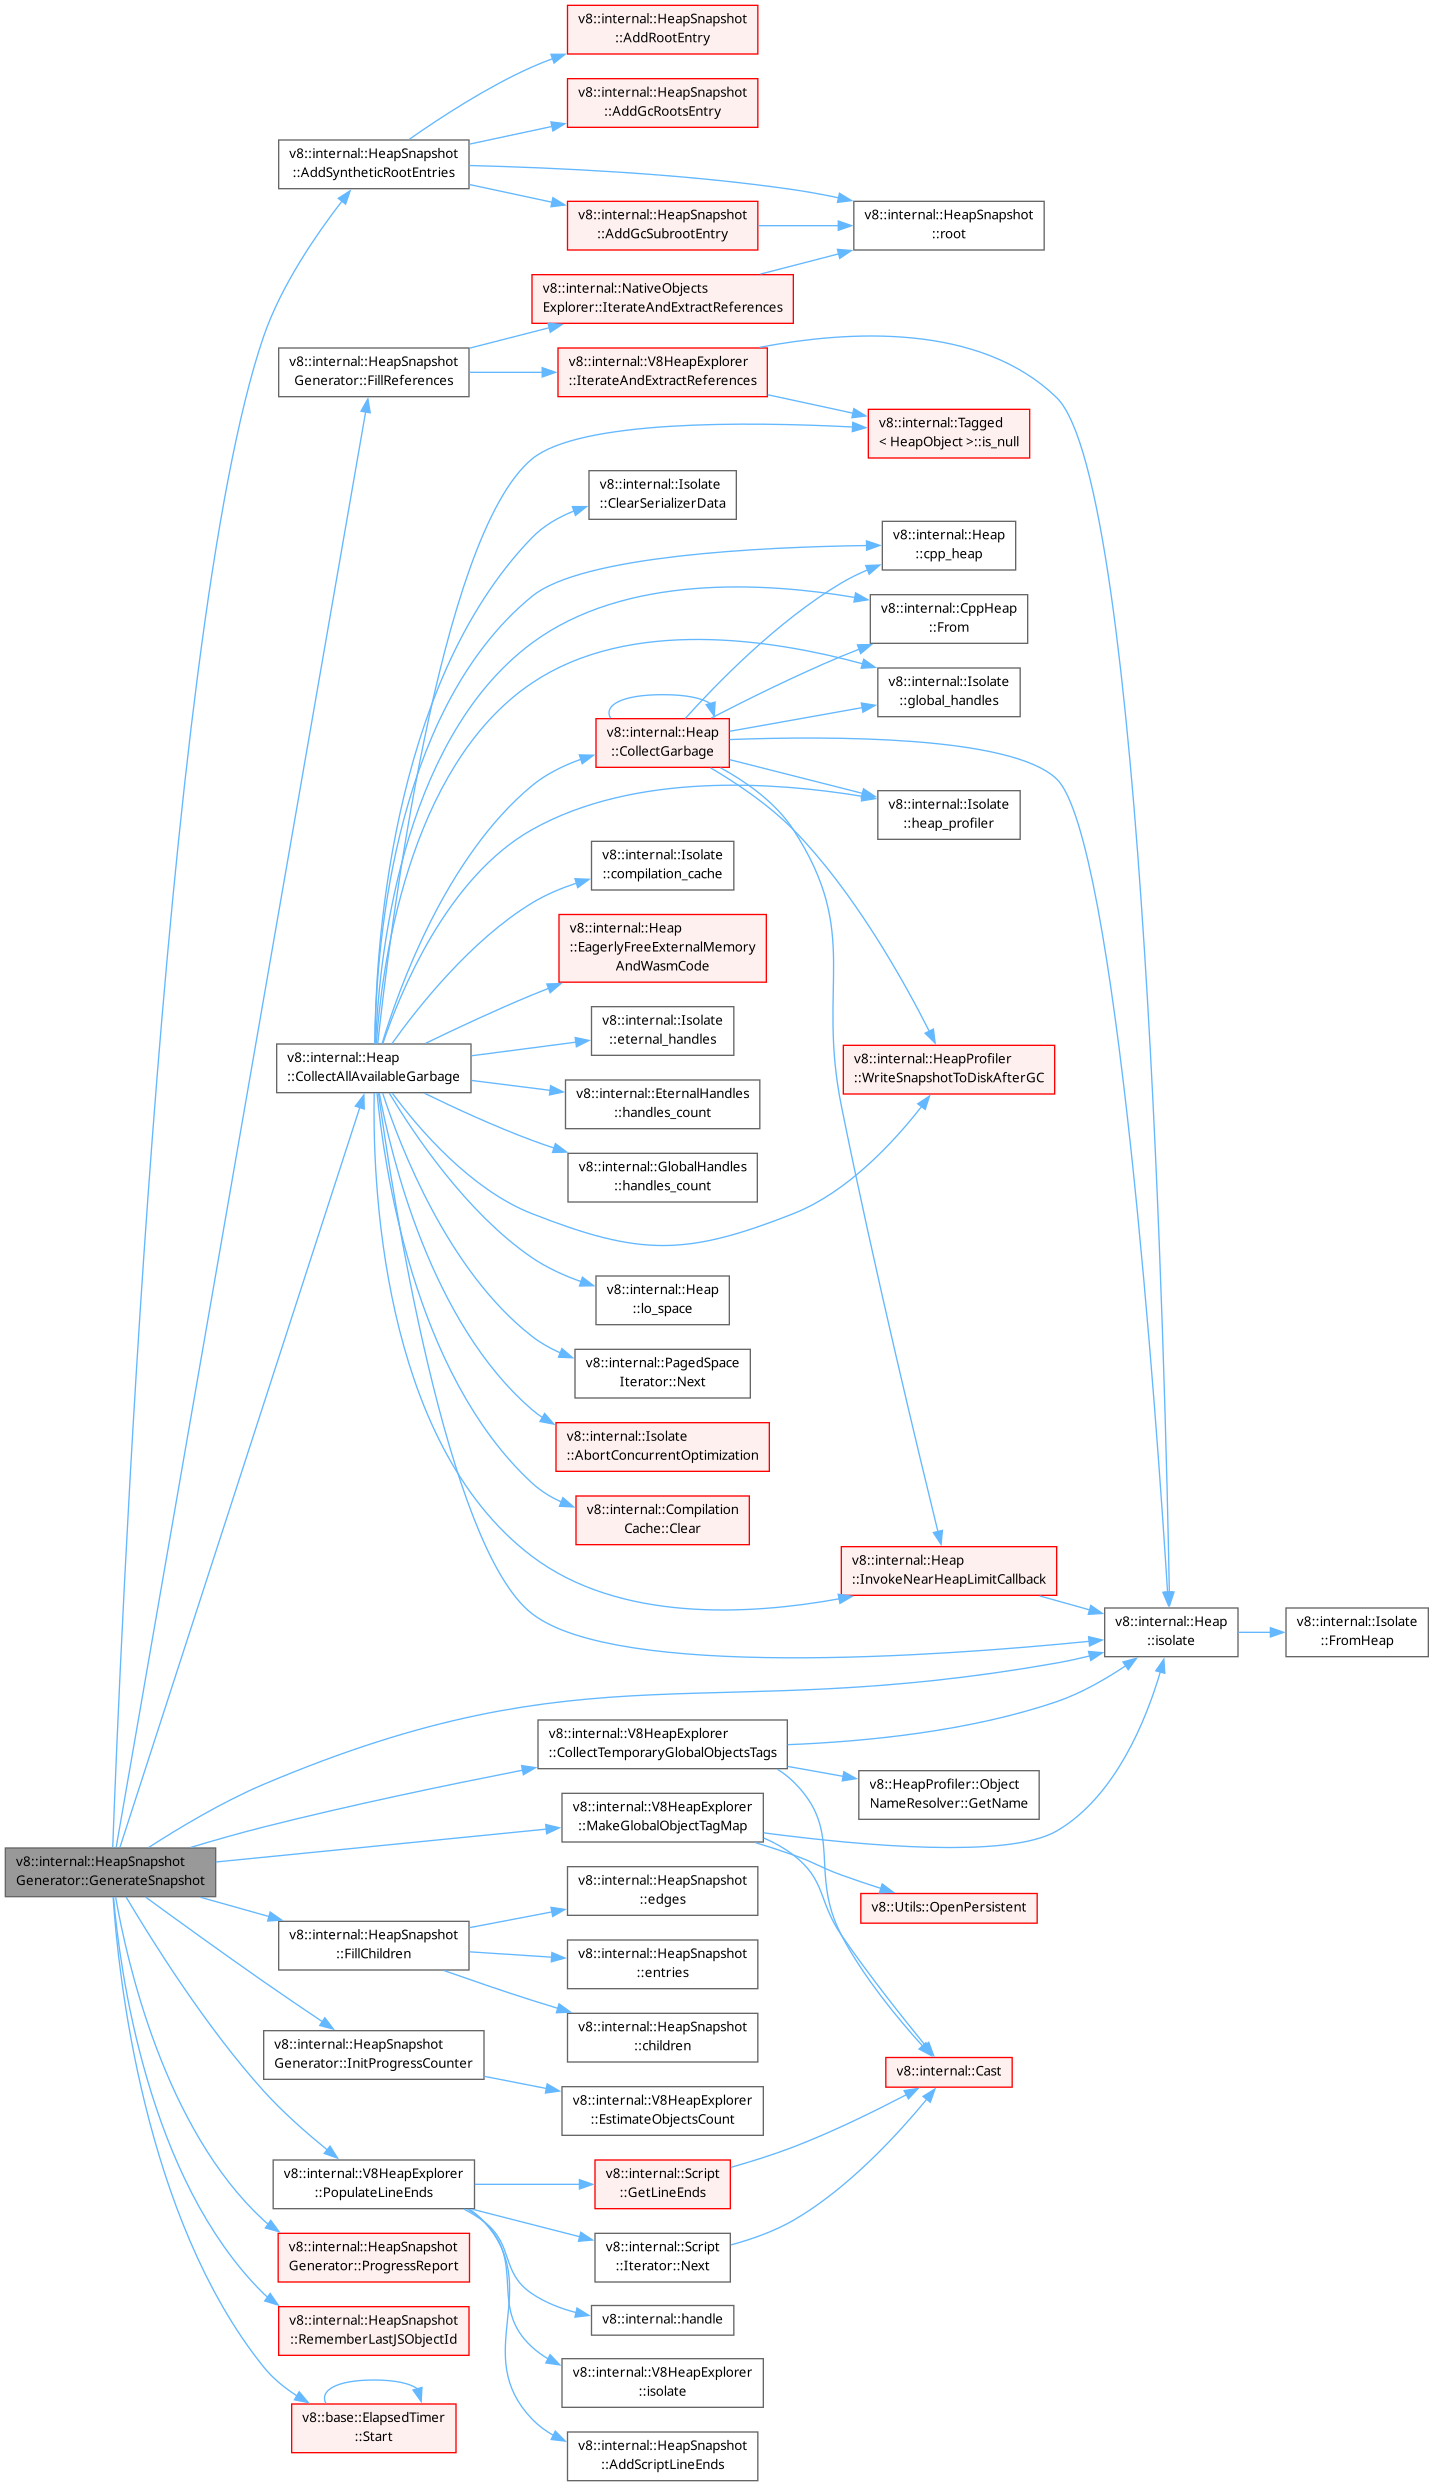 v8::internal::HeapSnapshot
::AddRootEntry
v8::internal::HeapSnapshot
::AddGcRootsEntry
v8::internal::HeapSnapshot
::AddSyntheticRootEntries
v8::internal::HeapSnapshot
::AddGcSubrootEntry
v8::internal::HeapSnapshot
::root
v8::internal::NativeObjects
Explorer::IterateAndExtractReferences
v8::internal::HeapSnapshot
Generator::FillReferences
v8::internal::V8HeapExplorer
::IterateAndExtractReferences
v8::internal::Tagged
< HeapObject >::is_null
v8::internal::Isolate
::ClearSerializerData
v8::internal::Heap
::cpp_heap
v8::internal::CppHeap
::From
v8::internal::Isolate
::global_handles
v8::internal::Heap
::CollectGarbage
v8::internal::Isolate
::heap_profiler
v8::internal::Isolate
::compilation_cache
v8::internal::Heap
::EagerlyFreeExternalMemory
AndWasmCode
v8::internal::Isolate
::eternal_handles
v8::internal::Heap
::CollectAllAvailableGarbage
v8::internal::HeapProfiler
::WriteSnapshotToDiskAfterGC
v8::internal::EternalHandles
::handles_count
v8::internal::GlobalHandles
::handles_count
v8::internal::Heap
::lo_space
v8::internal::PagedSpace
Iterator::Next
v8::internal::Isolate
::AbortConcurrentOptimization
v8::internal::Compilation
Cache::Clear
v8::internal::Heap
::InvokeNearHeapLimitCallback
v8::internal::Heap
::isolate
v8::internal::Isolate
::FromHeap
v8::internal::V8HeapExplorer
::CollectTemporaryGlobalObjectsTags
v8::HeapProfiler::Object
NameResolver::GetName
v8::internal::V8HeapExplorer
::MakeGlobalObjectTagMap
v8::internal::HeapSnapshot
Generator::GenerateSnapshot
v8::internal::HeapSnapshot
::edges
v8::Utils::OpenPersistent
v8::internal::HeapSnapshot
::FillChildren
v8::internal::HeapSnapshot
::entries
v8::internal::HeapSnapshot
::children
v8::internal::HeapSnapshot
Generator::InitProgressCounter
v8::internal::Cast
v8::internal::V8HeapExplorer
::EstimateObjectsCount
v8::internal::V8HeapExplorer
::PopulateLineEnds
v8::internal::Script
::GetLineEnds
v8::internal::HeapSnapshot
Generator::ProgressReport
v8::internal::Script
::Iterator::Next
v8::internal::HeapSnapshot
::RememberLastJSObjectId
v8::internal::handle
v8::internal::V8HeapExplorer
::isolate
v8::base::ElapsedTimer
::Start
v8::internal::HeapSnapshot
::AddScriptLineEnds